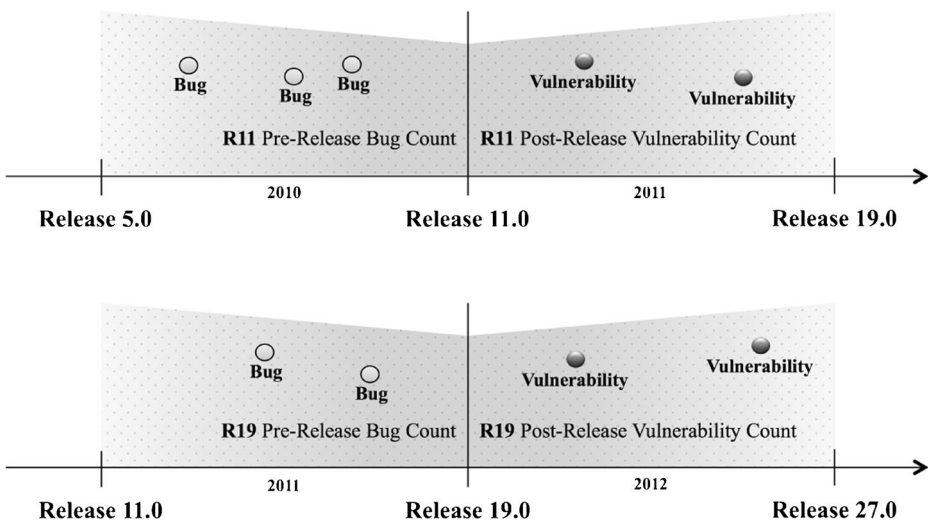 Bug
Bug
Bug
Vulnerability
Vulnerability
R11 Pre-Release Bug Count
R11 Post-Release Vulnerability Count
2010
2011
Release 5.0
Release 11.0
Release 19.0
Bug
Bug
Vulnerability
Vulnerability
R19 Pre-Release Bug Count
R19 Post-Release Vulnerability Count
2011
2012
Release 11.0
Release 19.0
Release 27.0